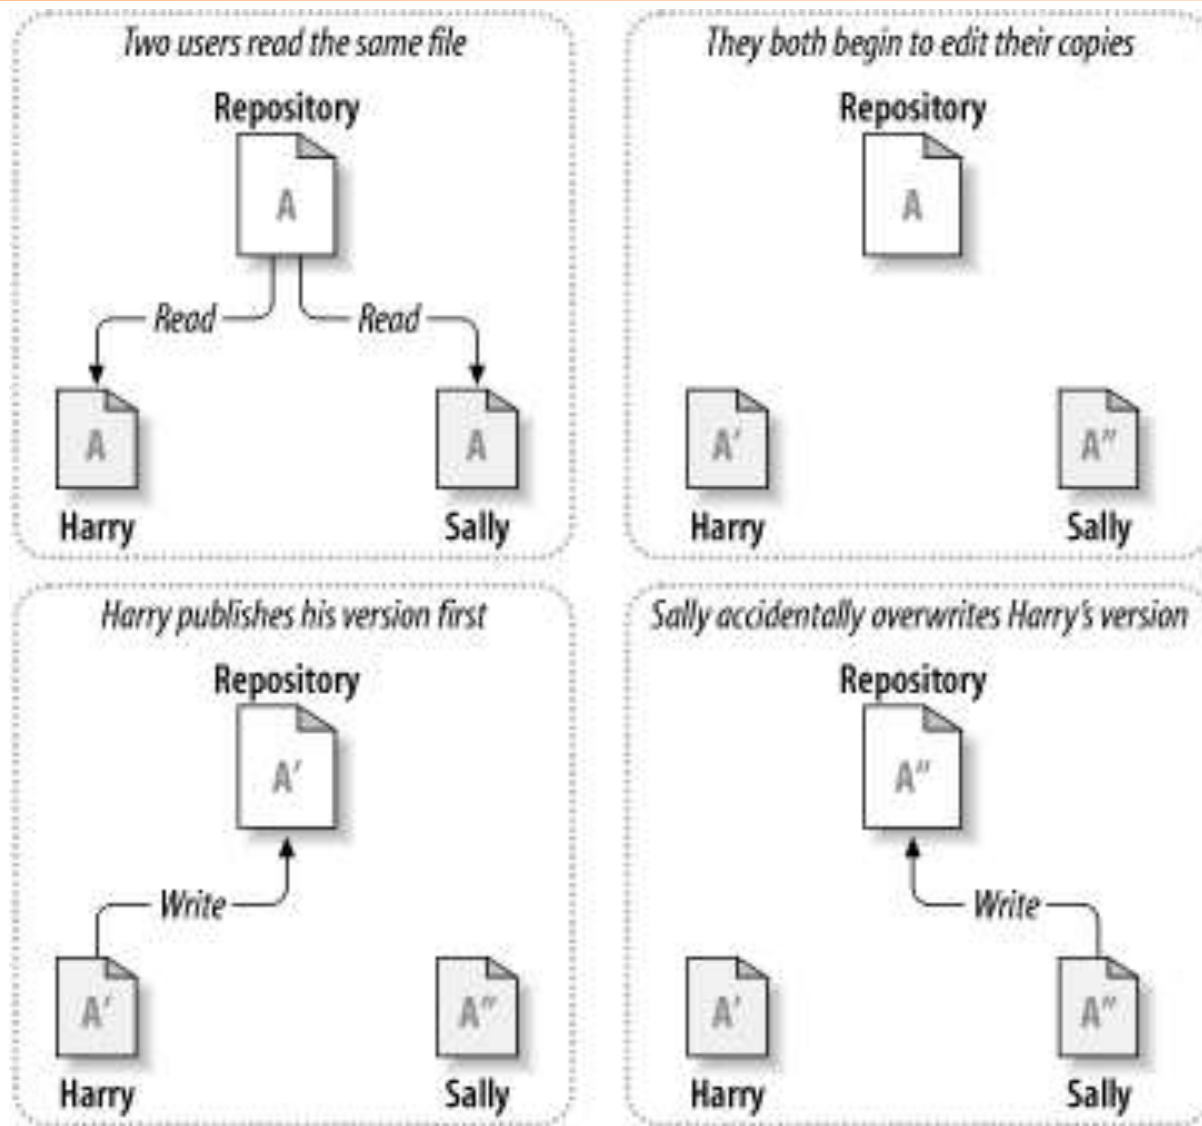 Two users read the same file
Repository
A
Read
Read
A
A
Harry
Sally
They both begin to edit their copies
Repository
A
A'
A"
Harry
Sally
Harry publishes his version first
Repository
A'
Write
A'
A"
Harry
Sally
Sally accidentally overwrites Harry's version
Repository
A"
Write
A'
A"
Harry
Sally